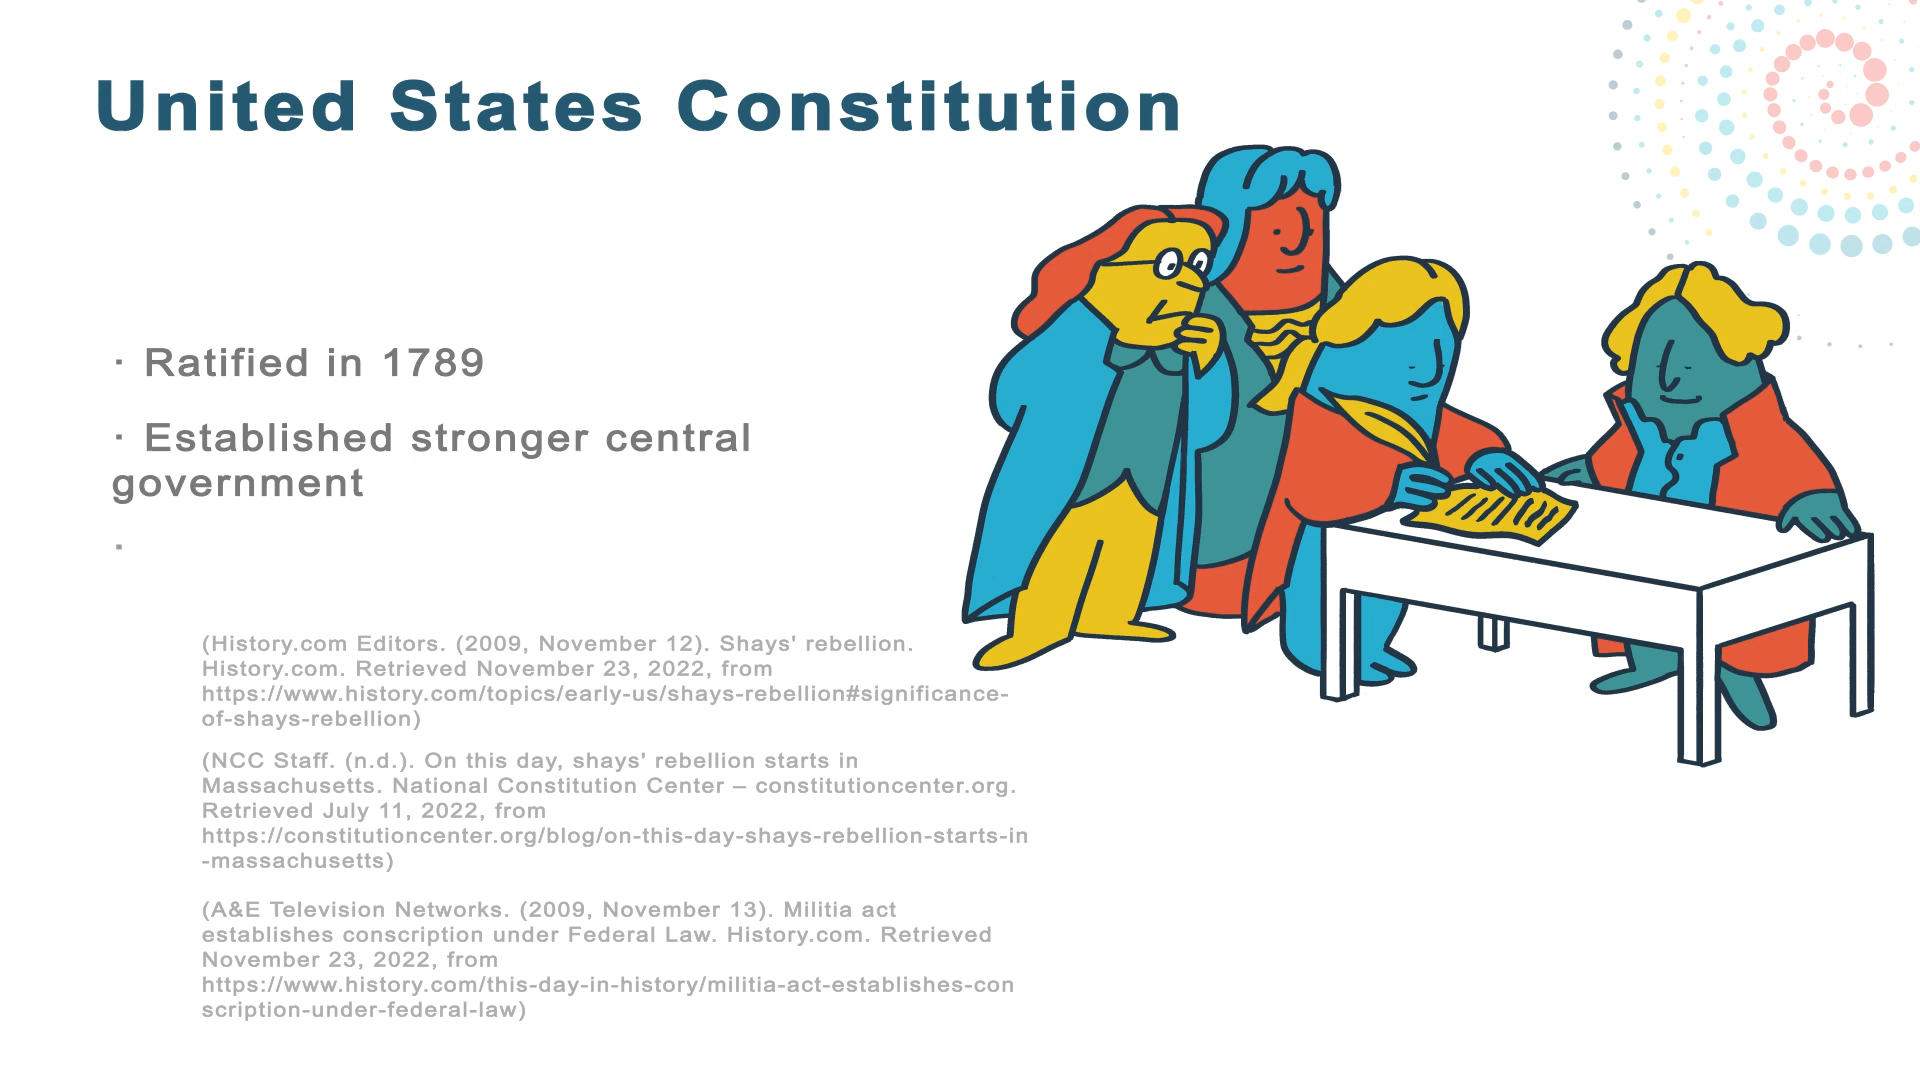 United States Constitution
· Ratified in 1789
· Established stronger central
government
·
(History.com Editors. (2009, November 12). Shays' rebellion.
History.com. Retrieved November 23, 2022, from
https://www.history.com/topics/early-us/shays-rebellion#significance-
of-shays-rebellion)
(NCC Staff. (n.d.). On this day, shays' rebellion starts in
Massachusetts. National Constitution Center – constitutioncenter.org.
Retrieved July 11, 2022, from
https://constitutioncenter.org/blog/on-this-day-shays-rebellion-starts-in
-massachusetts)
(A&E Television Networks. (2009, November 13). Militia act
establishes conscription under Federal Law. History.com. Retrieved
November 23, 2022, from
https://www.history.com/this-day-in-history/militia-act-establishes-con
scription-under-federal-law)